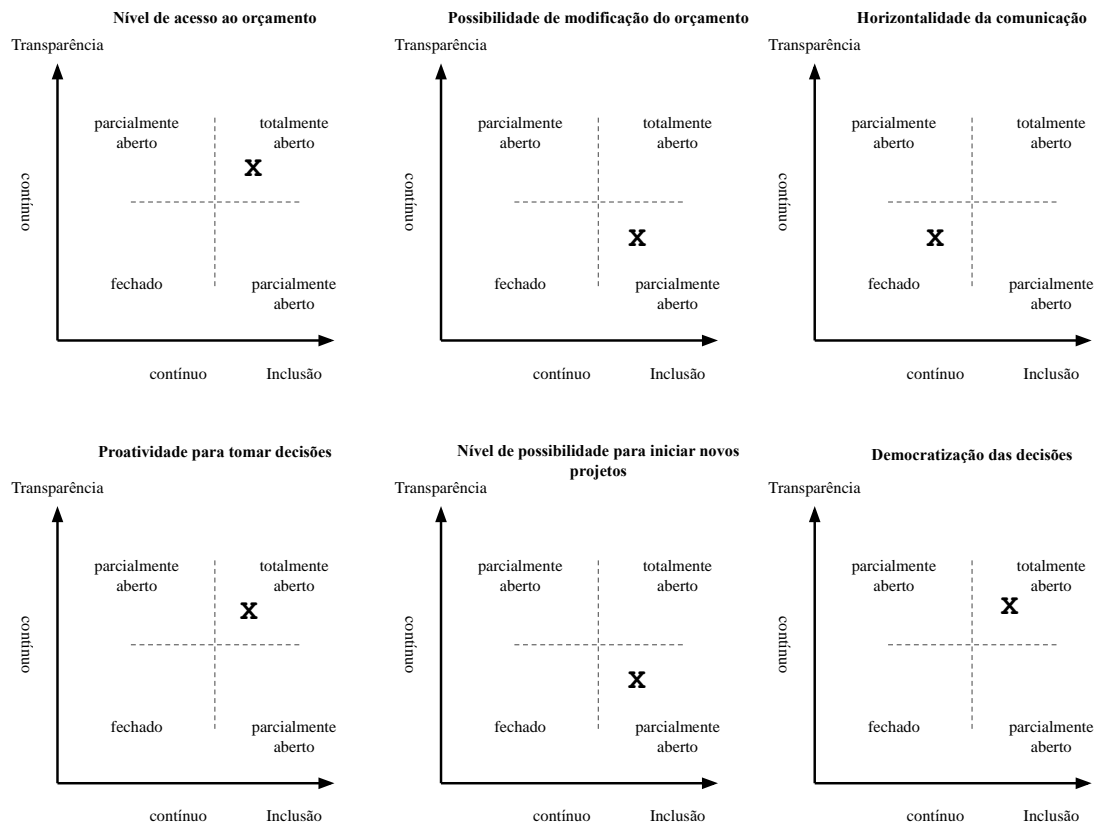 Nível de acesso ao orçamento
Transparência
parcialmente
aberto
totalmente
aberto
X
contínuo
fechado
parcialmente
aberto
contínuo
Inclusão
Possibilidade de modificação do orçamento
Transparência
parcialmente
aberto
totalmente
aberto
contínuo
X
fechado
parcialmente
aberto
contínuo
Inclusão
Horizontalidade da comunicação
Transparência
parcialmente
aberto
totalmente
aberto
contínuo
X
fechado
parcialmente
aberto
contínuo
Inclusão
Proatividade para tomar decisões
Transparência
parcialmente
aberto
totalmente
aberto
X
contínuo
fechado
parcialmente
aberto
contínuo
Inclusão
Nível de possibilidade para iniciar novos
projetos
Transparência
parcialmente
aberto
totalmente
aberto
contínuo
X
fechado
parcialmente
aberto
contínuo
Inclusão
Democratização das decisões
Transparência
parcialmente
aberto
totalmente
aberto
X
contínuo
fechado
parcialmente
aberto
contínuo
Inclusão